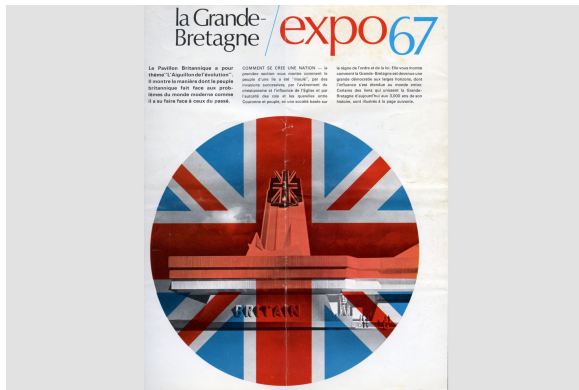 la Grande-
Bretagne
expo67
Le Pavillon Britannique a pour
thème "L'Aiguillon de l'évolution".
Il montre la manière dont le peuple
britannique fait face aux prob-
lèmes du monde moderne comme
il a su faire face à ceux du passé.
COMMENT SE CREE UNE NATION — la
première section vous montre comment le
peuple d'une île a été "moulé", par des
invasions successives, par l'avènement du
christianisme et l'influence de l'Eglise et par
l'autorité des rois et les querelles entre
Couronne et peuple, en une société basée sur
le règne de l'ordre et de la loi. Elle vous montre
comment la Grande-Bretagne est devenue une
grande démocratie aux larges horizons, dont
l'influence s'est étendue au monde entier.
Certains des liens qui unissent la Grande-
Bretagne d'aujourd'hui aux 3,000 ans de son
histoire, sont illustrés à la page suivante.
BRITAIN